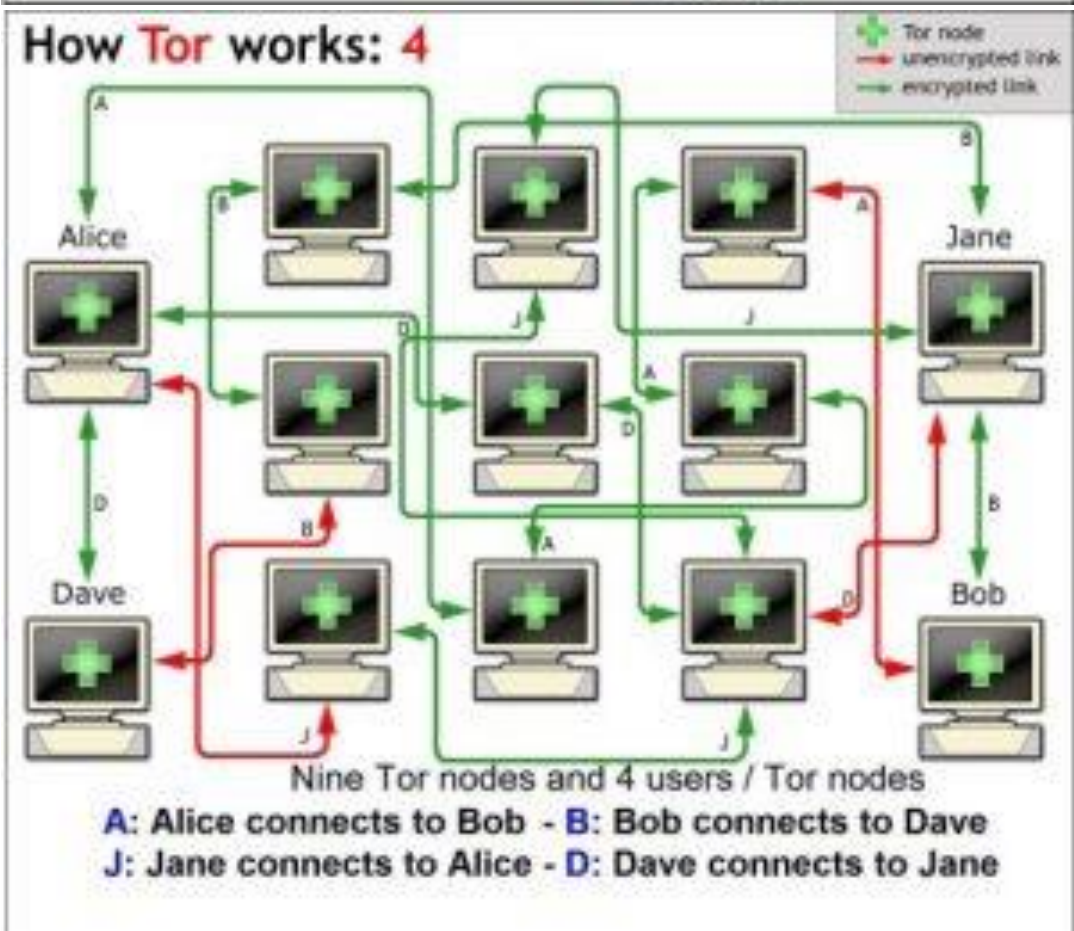 How Tor works: 4
Tor node
unencrypted link
encrypted link
A
B
B
A
Alice
Jane
D
J
J
A
D
D
B
B
A
Dave
D
Bob
J
J
Nine Tor nodes and 4 users / Tor nodes
A: Alice connects to Bob - B: Bob connects to Dave
J: Jane connects to Alice - D: Dave connects to Jane